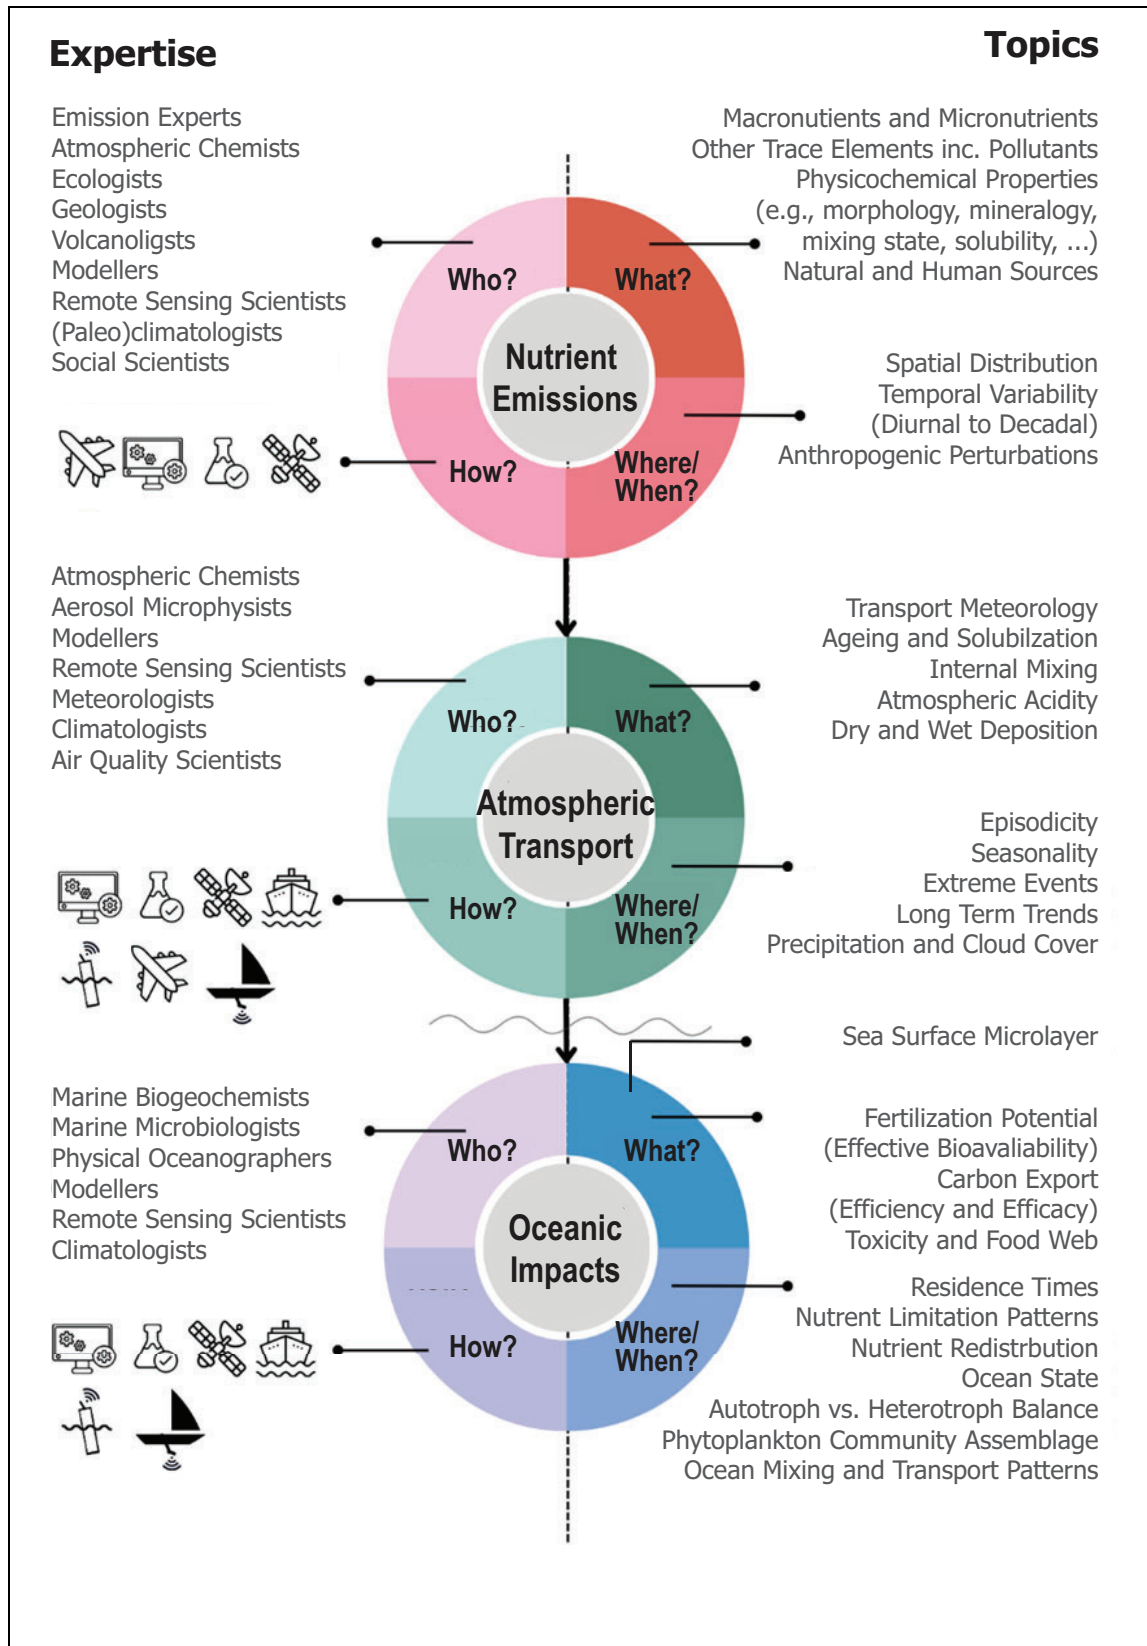 Expertise
Topics
Emission Experts
Atmospheric Chemists
Ecologists
Geologists
Volcanoligsts
Modellers
Remote Sensing Scientists
(Paleo)climatologists
Social Scientists
Macronutients and Micronutrients
Other Trace Elements inc. Pollutants
Physicochemical Properties
(e.g., morphology, mineralogy,
mixing state, solubility, ...)
Natural and Human Sources
Who?
What?
Nutrient
Emissions
How?
Where/
When?
Spatial Distribution
Temporal Variability
(Diurnal to Decadal)
Anthropogenic Perturbations
Atmospheric Chemists
Aerosol Microphysists
Modellers
Remote Sensing Scientists
Meteorologists
Climatologists
Air Quality Scientists
Transport Meteorology
Ageing and Solubilzation
Internal Mixing
Atmospheric Acidity
Dry and Wet Deposition
Who?
What?
Atmospheric
Transport
How?
Where/
When?
Episodicity
Seasonality
Extreme Events
Long Term Trends
Precipitation and Cloud Cover
Sea Surface Microlayer
Marine Biogeochemists
Marine Microbiologists
Physical Oceanographers
Modellers
Remote Sensing Scientists
Climatologists
Fertilization Potential
(Effective Bioavaliability)
Carbon Export
(Efficiency and Efficacy)
Toxicity and Food Web
Who?
What?
Oceanic
Impacts
How?
Where/
When?
Residence Times
Nutrent Limitation Patterns
Nutrient Redistrbution
Ocean State
Autotroph vs. Heterotroph Balance
Phytoplankton Community Assemblage
Ocean Mixing and Transport Patterns